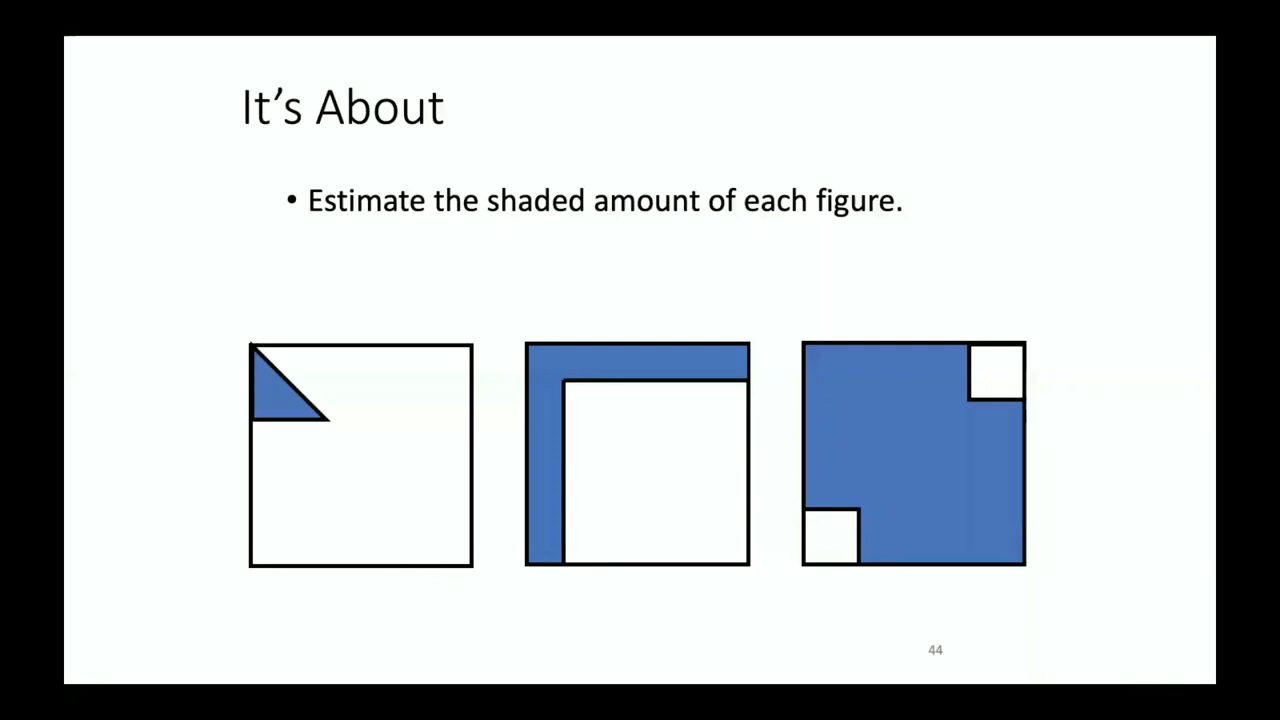 It’s About
• Estimate the shaded amount of each figure.
44